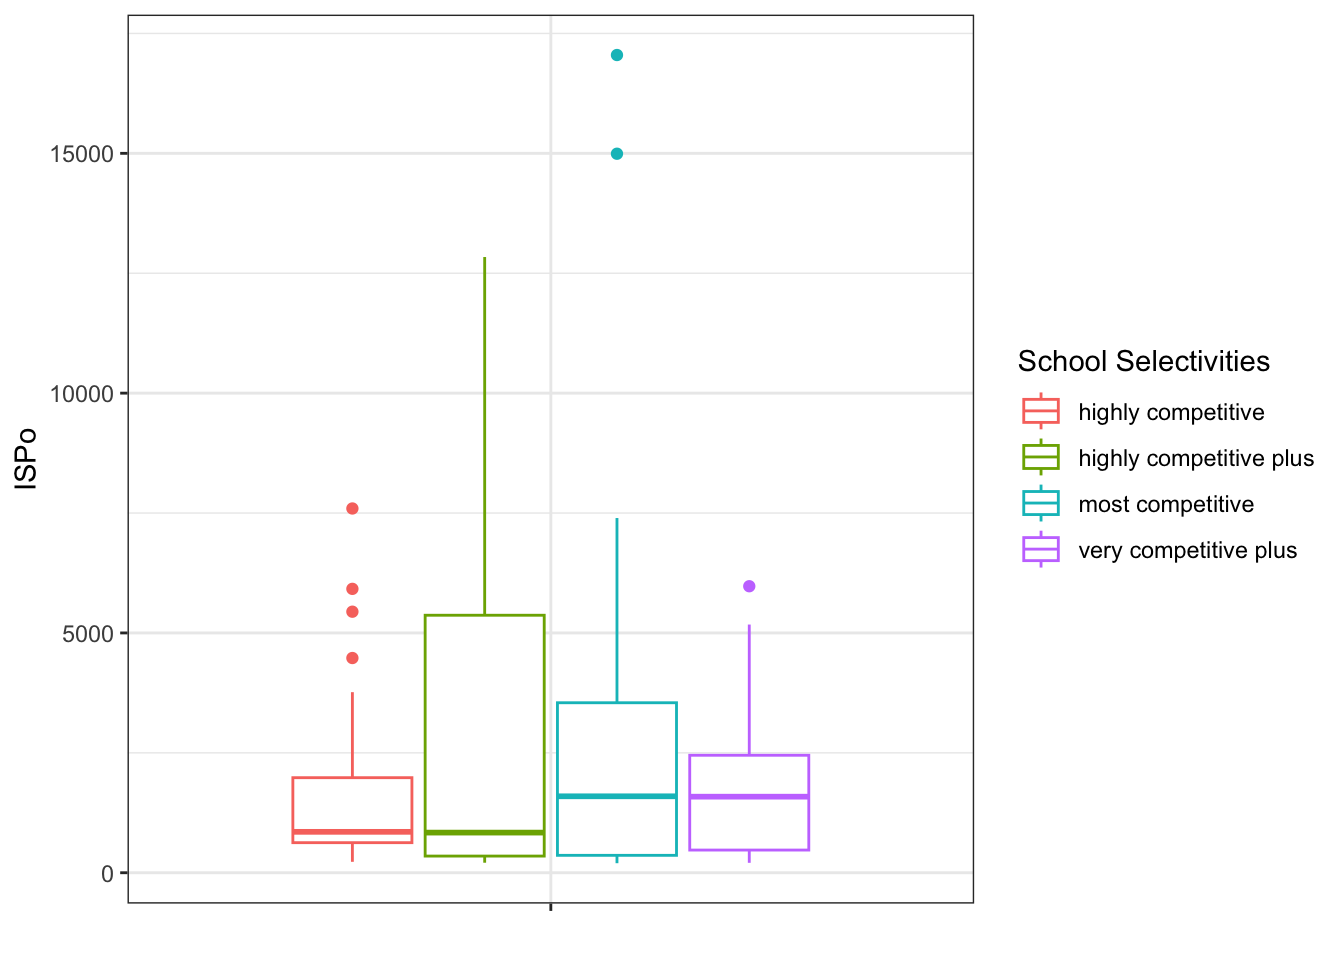 15000
10000
5000
0
ISPo
School Selectivities
highly competitive
highly competitive plus
most competitive
very competitive plus